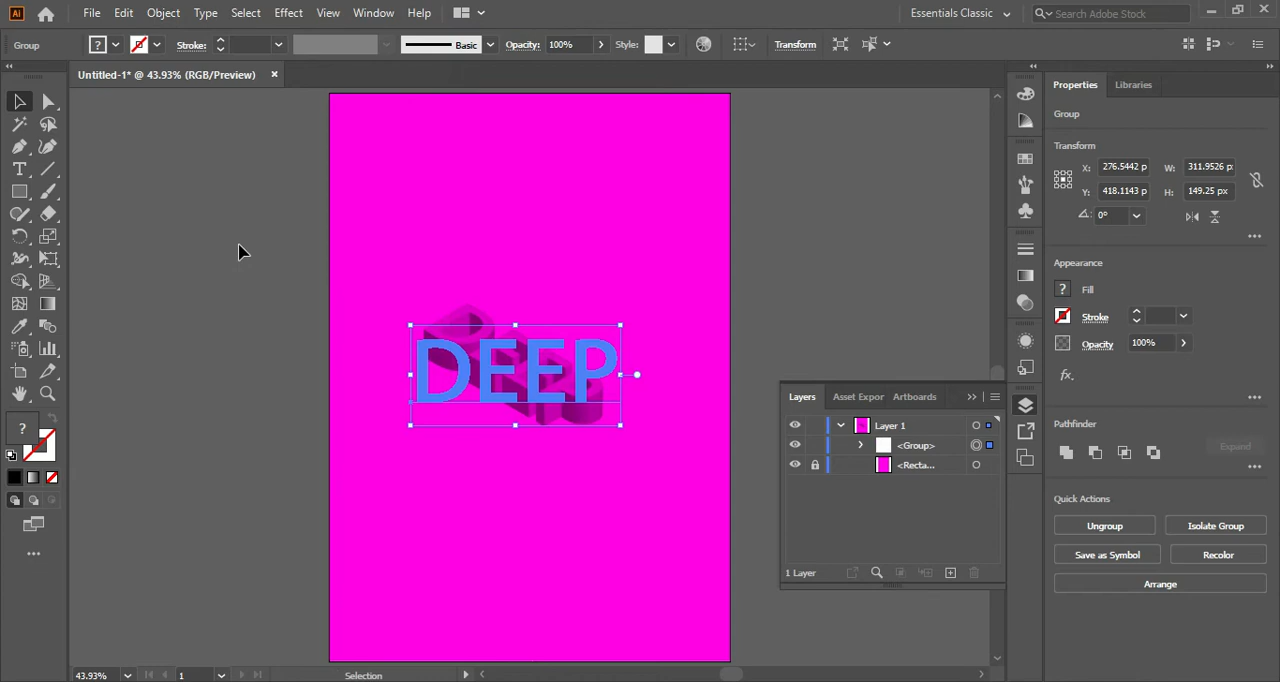 Ai File Edit Object Type Select Effect View Window Help Essentials Classic Search Adobe Stock
Group ? Stroke: Basic Opacity: 100% Style: Transform
Untitled-1* @ 43.93% (RGB/Preview)
Properties Libraries
Group
Transform
X: 276.5442 p W: 311.9526 p
Y: 418.1143 p H: 149.25 px
0°
Appearance
? Fill
Stroke
Opacity 100%
fx.
DEEP
Layers Asset Expor Artboards
Layer 1
<Group>
<Recta...
1 Layer
Pathfinder
Expand
Quick Actions
Ungroup Isolate Group
Save as Symbol Recolor
Arrange
T
?
43.93% 1 Selection